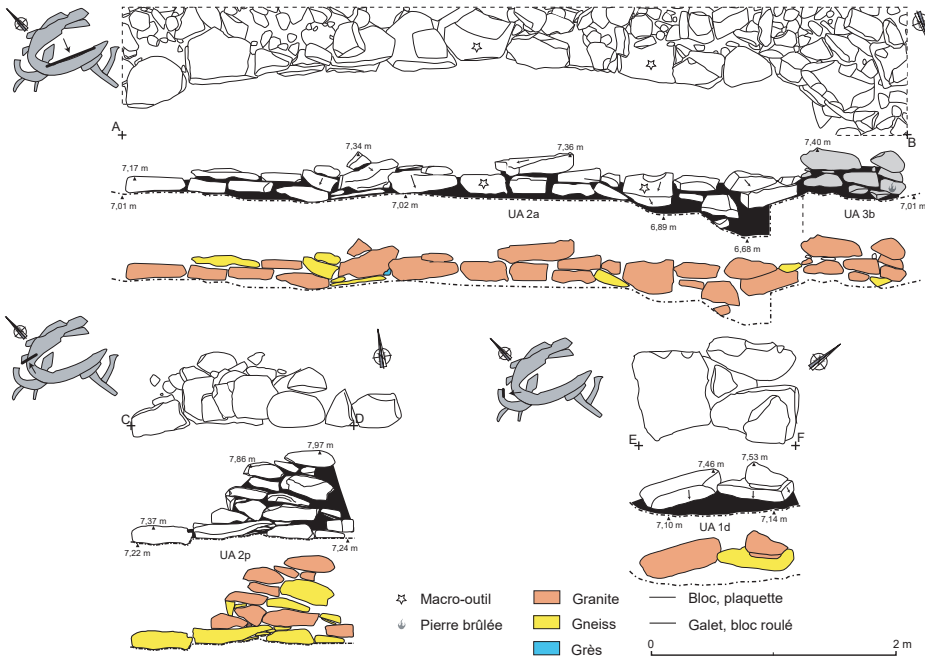 A
B
7,17 m
7,34 m
7,36 m
7,40 m
7,01 m
7,02 m
UA 2a
6,89 m
6,68 m
UA 3b
7,01 m
C
D
E
F
7,97 m
7,86 m
7,37 m
7,22 m
UA 2p
7,24 m
7,46 m
7,53 m
7,10 m
UA 1d
7,14 m
Macro-outil
Pierre brûlée
Granite
Gneiss
Grès
Bloc, plaquette
Galet, bloc roulé
0
2 m